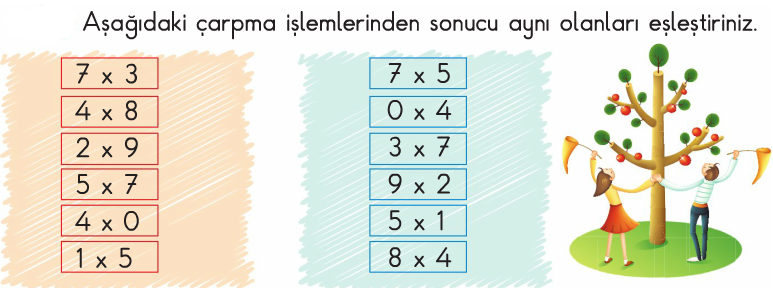 Aşağıdaki çarpma işlemlerinden sonucu aynı olanları eşleştiriniz.
7 x 3
4 x 8
2 x 9
5 x 7
4 x 0
1 x 5
7 x 5
0 x 4
3 x 7
9 x 2
5 x 1
8 x 4